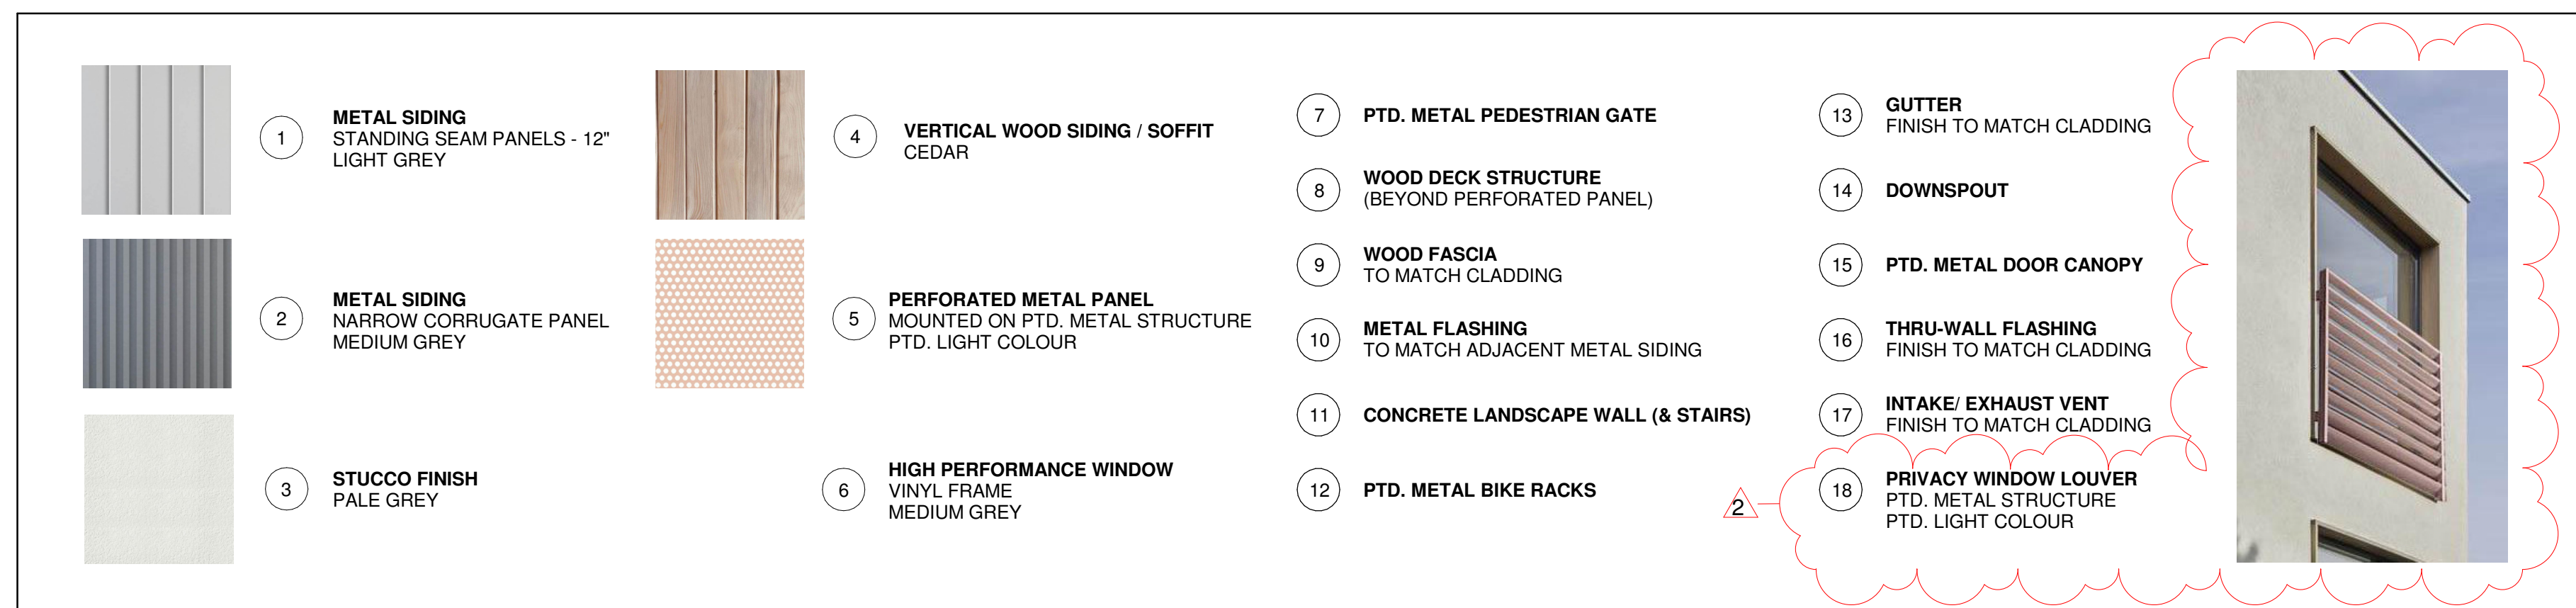 1
METAL SIDING
STANDING SEAM PANELS - 12"
LIGHT GREY
2
METAL SIDING
NARROW CORRUGATE PANEL
MEDIUM GREY
3
STUCCO FINISH
PALE GREY
4
VERTICAL WOOD SIDING / SOFFIT
CEDAR
5
PERFORATED METAL PANEL
MOUNTED ON PTD. METAL STRUCTURE
PTD. LIGHT COLOUR
6
HIGH PERFORMANCE WINDOW
VINYL FRAME
MEDIUM GREY
7
PTD. METAL PEDESTRIAN GATE
8
WOOD DECK STRUCTURE
(BEYOND PERFORATED PANEL)
9
WOOD FASCIA
TO MATCH CLADDING
10
METAL FLASHING
TO MATCH ADJACENT METAL SIDING
11
CONCRETE LANDSCAPE WALL (& STAIRS)
12
PTD. METAL BIKE RACKS
13
GUTTER
FINISH TO MATCH CLADDING
14
DOWNSPOUT
15
PTD. METAL DOOR CANOPY
16
THRU-WALL FLASHING
FINISH TO MATCH CLADDING
17
INTAKE/ EXHAUST VENT
FINISH TO MATCH CLADDING
2
18
PRIVACY WINDOW LOUVER
PTD. METAL STRUCTURE
PTD. LIGHT COLOUR